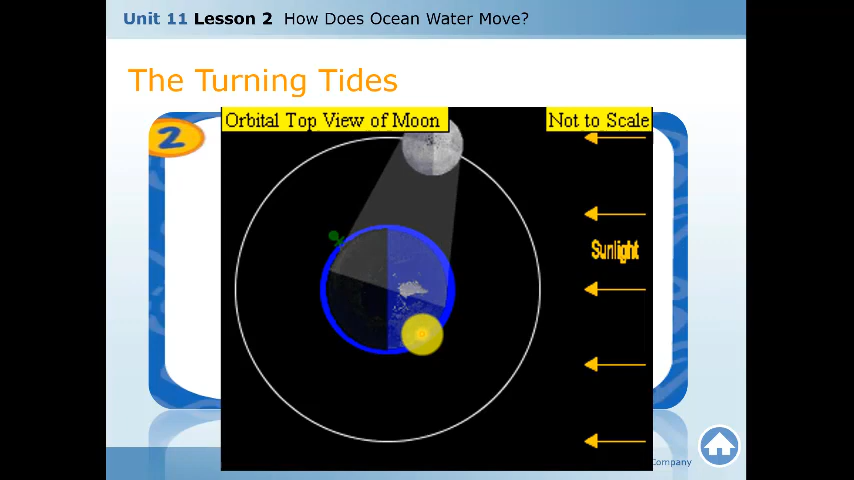 Unit 11 Lesson 2 How Does Ocean Water Move?
The Turning Tides
2
Orbital Top View of Moon
Not to Scale
Sunlight
Company